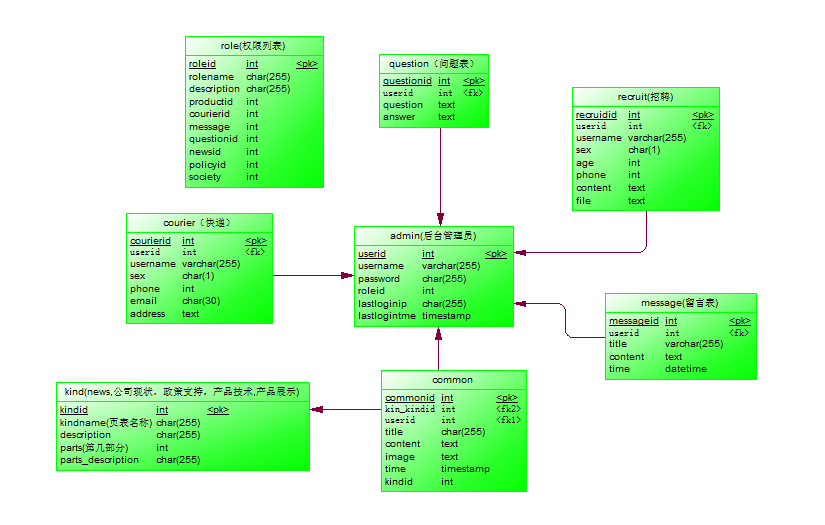 role(权限列表)
roleid int <pk>
rolename char(255)
description char(255)
productid int
courierid int
message int
questionid int
newsid int
policyid int
society int
question（问题表）
questionid int <pk>
userid int <fk>
question text
answer text
recruit(招聘)
recruidid int <pk>
userid int <fk>
username varchar(255)
sex char(1)
age int
phone int
content text
file text
courier（快递）
courierid int <pk>
userid int <fk>
username varchar(255)
sex char(1)
phone int
email char(30)
address text
admin(后台管理员)
userid int <pk>
username varchar(255)
password char(255)
roleid int
lastloginip char(255)
lastlogintme timestamp
message(留言表)
messageid int <pk>
userid int <fk>
title varchar(255)
content text
time datetime
kind(news,公司现状，政策支持，产品技术,产品展示)
kindid int <pk>
kindname(页表名称) char(255)
description char(255)
parts(第几部分) int
parts_description char(255)
common
commonid int <pk>
kin_kindid int <fk2>
userid int <fk1>
title char(255)
content text
image text
time timestamp
kindid int